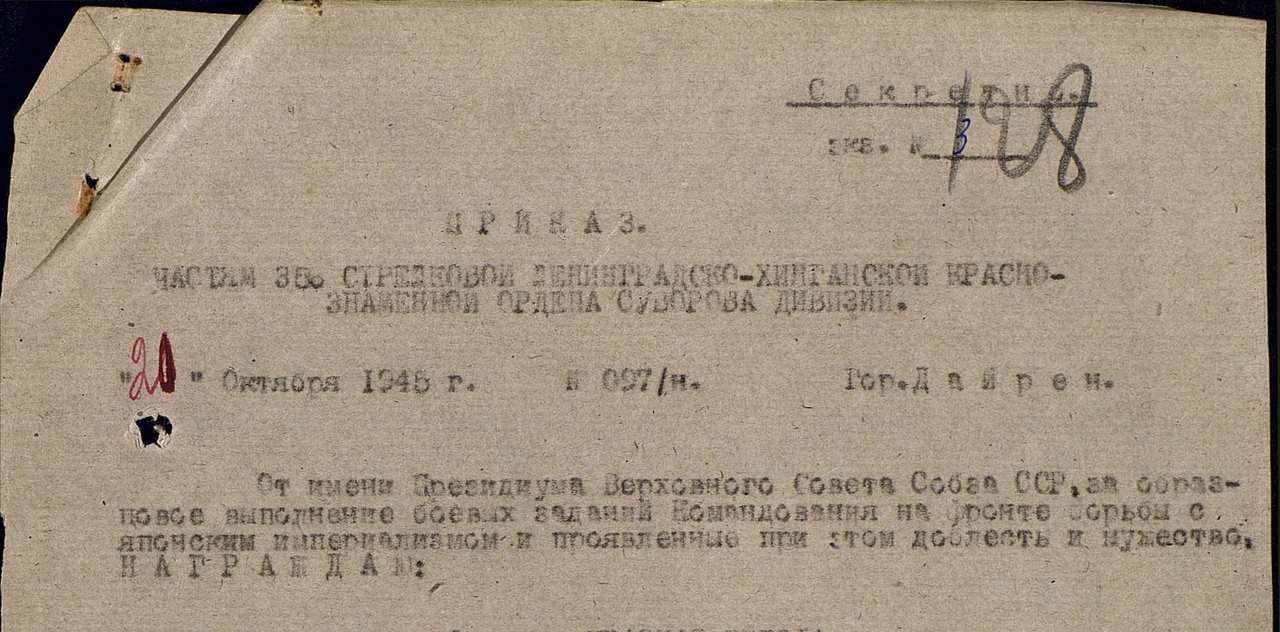 Секретно.
экз. № 3
128
П Р И К А З.
ЧАСТЯМ СТРЕЛКОВОЙ ЛЕНИНГРАДСКО-ХИНГАНСКОЙ КРАСНО-
ЗНАМЕННОЙ ОРДЕНА СУВОРОВА ДИВИЗИИ.
"20" Октября 1945 г. № 097/н. Гор.Д а й р е н.
От имени Президиума Верховного Совета Союза ССР,за образ-
цовое выполнение боевых заданий Командования на фронте борьбы с
японским империализмом и проявленные при этом доблесть и мужество,
Н А Г Р А Ж Д А Ю: